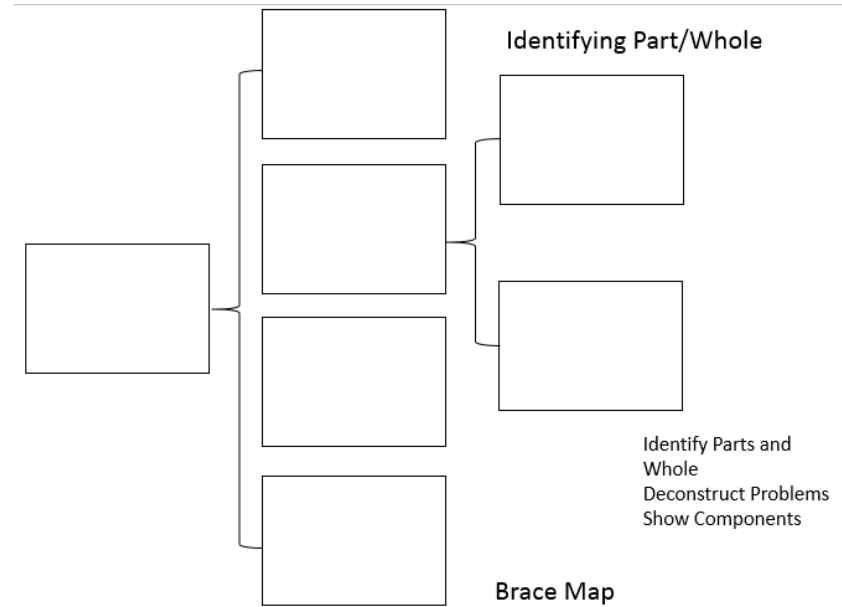 Identifying Part/Whole
Identify Parts and
Whole
Deconstruct Problems
Show Components
Brace Map